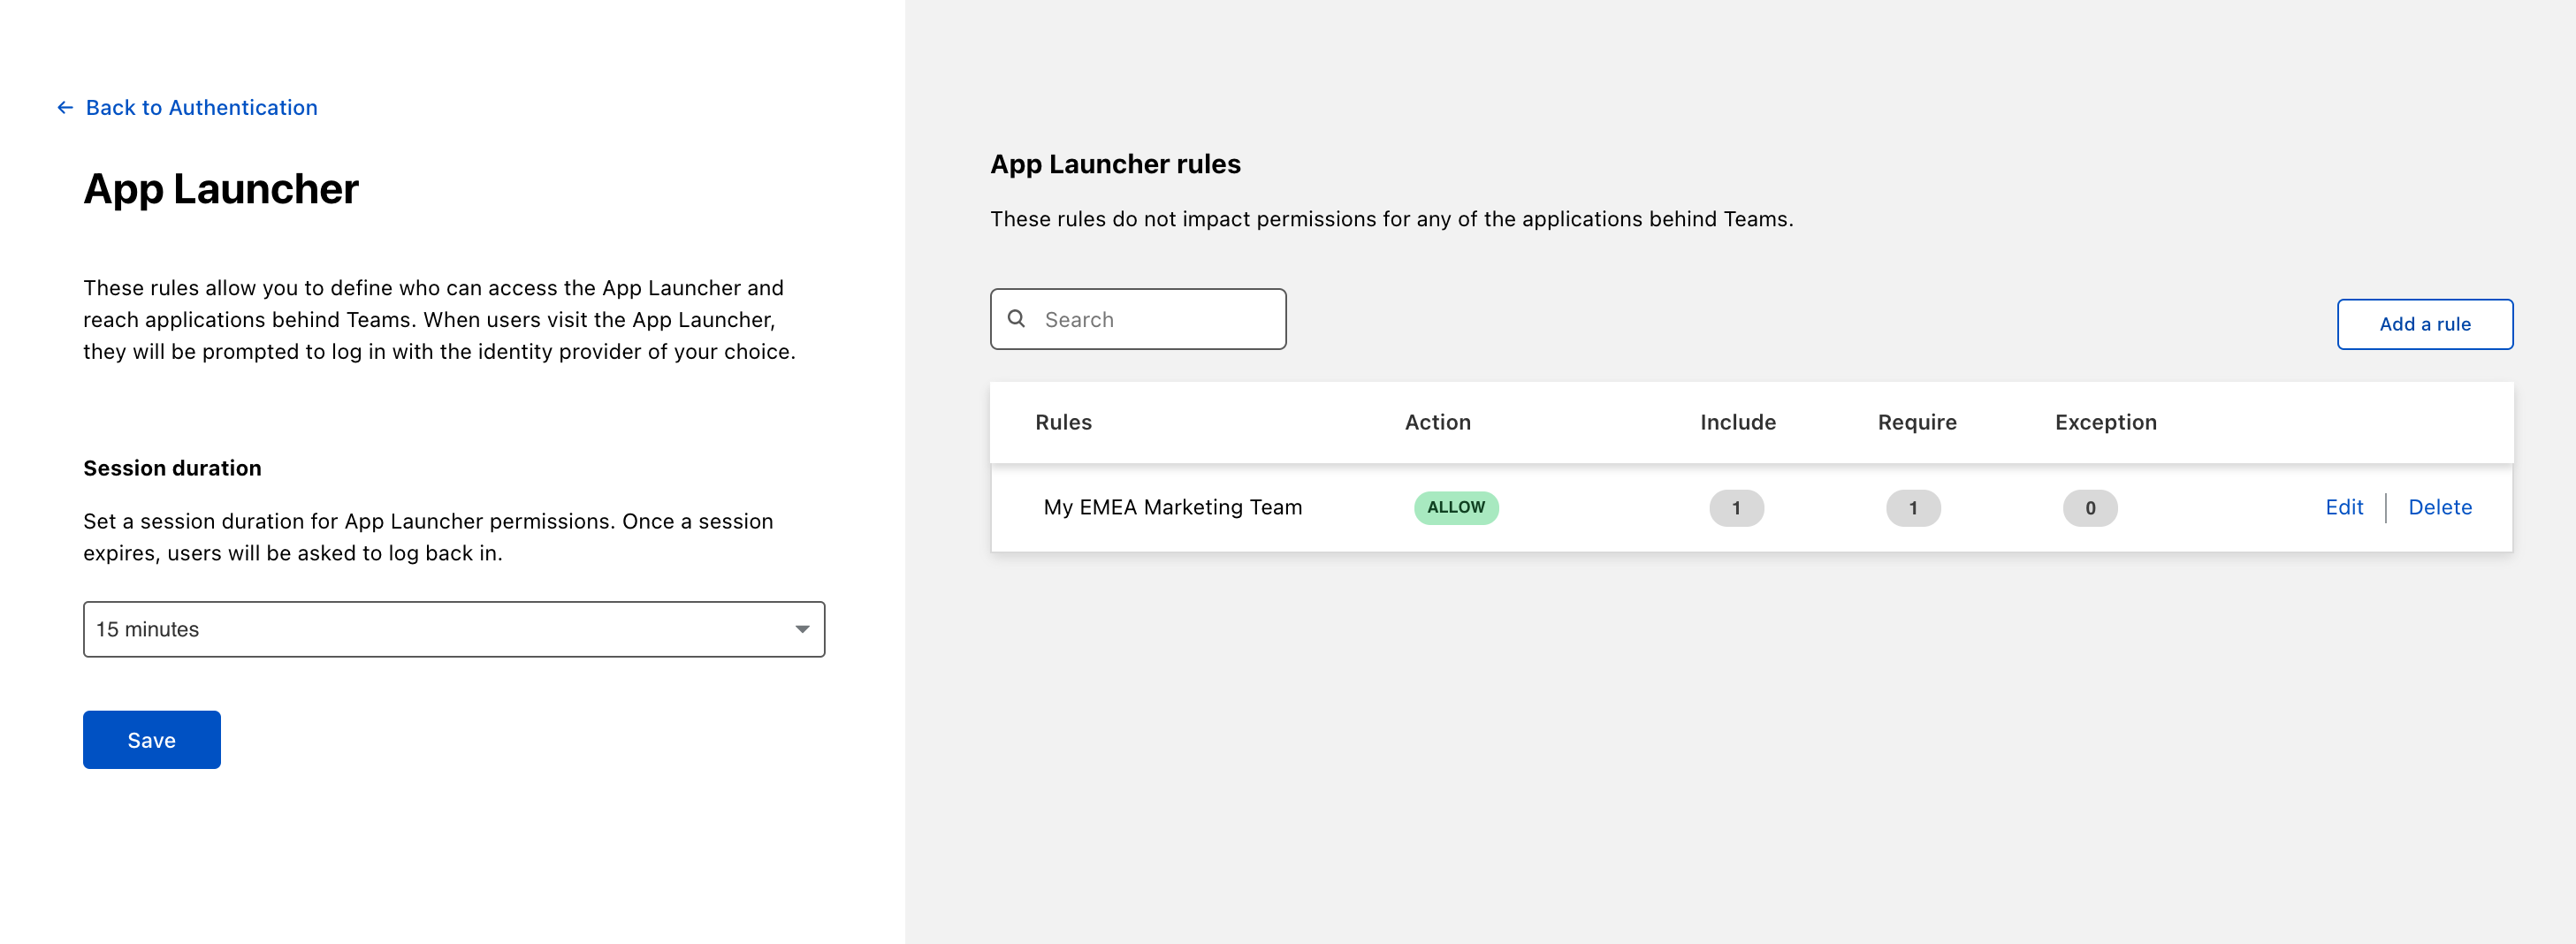 Back to Authentication
App Launcher
These rules allow you to define who can access the App Launcher and
reach applications behind Teams. When users visit the App Launcher,
they will be prompted to log in with the identity provider of your choice.
Session duration
Set a session duration for App Launcher permissions. Once a session
expires, users will be asked to log back in.
15 minutes
Save
App Launcher rules
These rules do not impact permissions for any of the applications behind Teams.
Search
Add a rule
Rules Action Include Require Exception
My EMEA Marketing Team ALLOW 1 1 0 Edit Delete